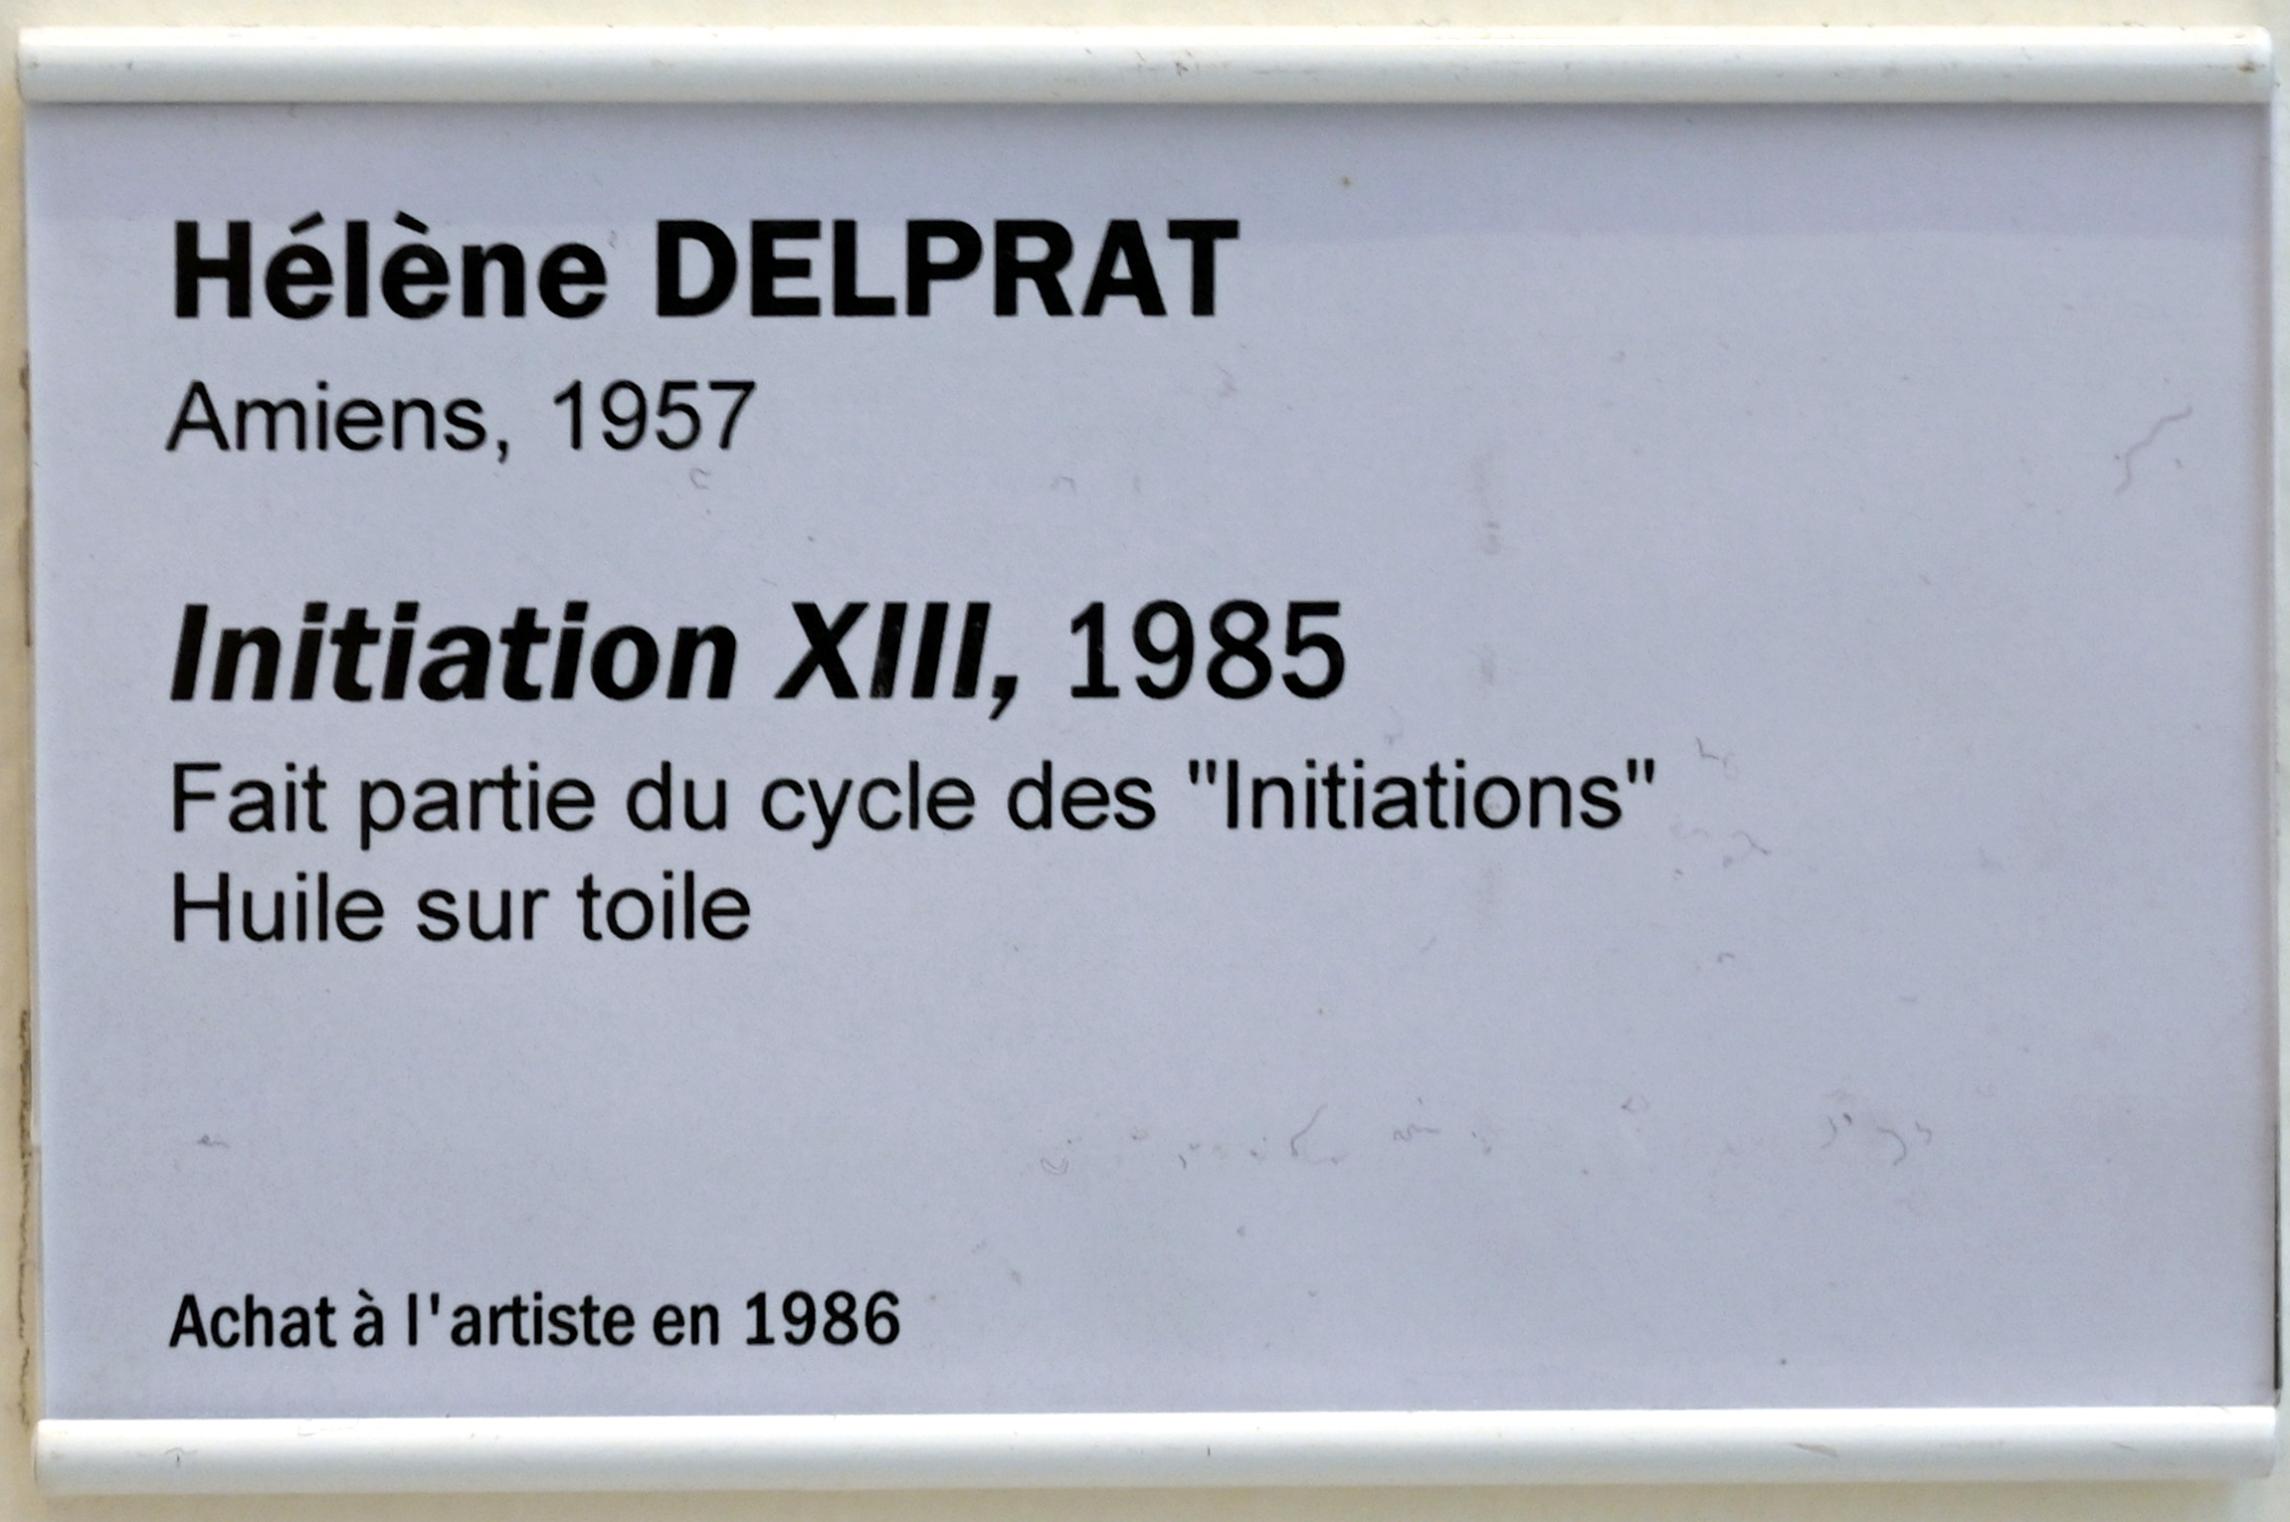 Hélène DELPRAT
Amiens, 1957
Initiation XIII, 1985
Fait partie du cycle des "Initiations"
Huile sur toile
Achat à l'artiste en 1986